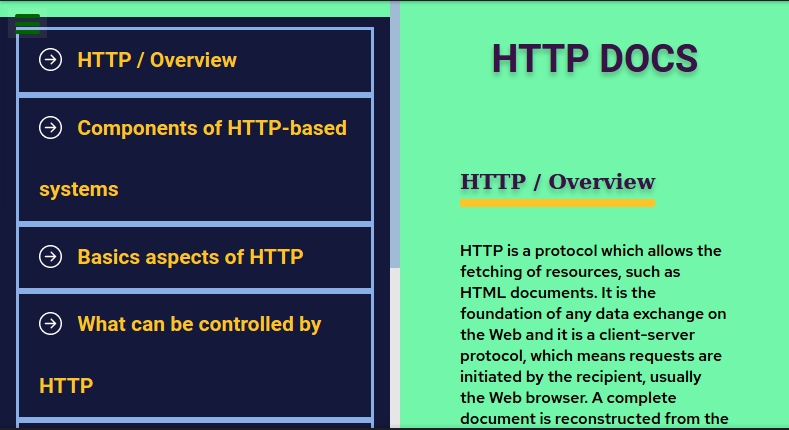 HTTP / Overview
Components of HTTP-based
systems
Basics aspects of HTTP
What can be controlled by
HTTP
HTTP DOCS
HTTP / Overview
HTTP is a protocol which allows the
fetching of resources, such as
HTML documents. It is the
foundation of any data exchange on
the Web and it is a client-server
protocol, which means requests are
initiated by the recipient, usually
the Web browser. A complete
document is reconstructed from the